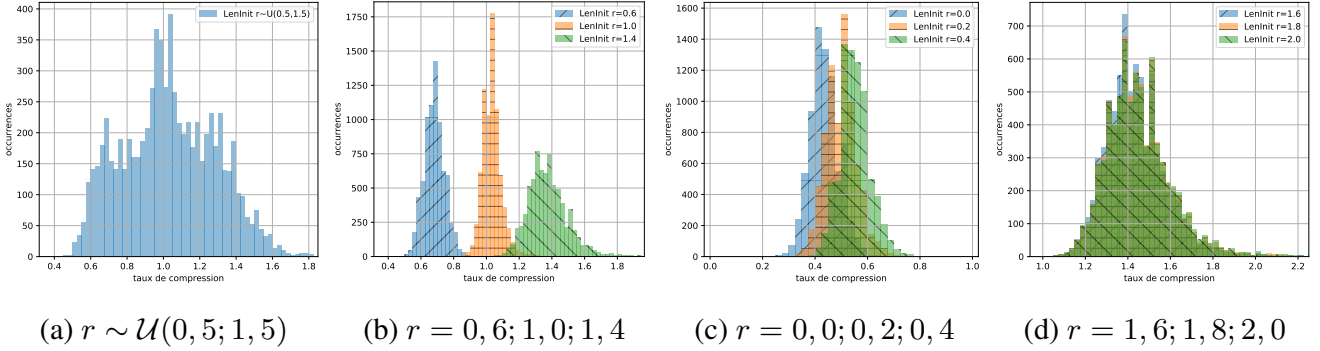 LenInit r~U(0.5,1.5)
occurrences
400
350
300
250
200
150
100
50
0
0.4 0.6 0.8 1.0 1.2 1.4 1.6 1.8
taux de compression
(a) r ∼ 𝒰(0, 5; 1, 5)
LenInit r=0.6
LenInit r=1.0
LenInit r=1.4
occurrences
1750
1500
1250
1000
750
500
250
0
0.4 0.6 0.8 1.0 1.2 1.4 1.6 1.8
taux de compression
(b) r = 0, 6; 1, 0; 1, 4
LenInit r=0.0
LenInit r=0.2
LenInit r=0.4
occurrences
1600
1400
1200
1000
800
600
400
200
0
0.0 0.2 0.4 0.6 0.8 1.0
taux de compression
(c) r = 0, 0; 0, 2; 0, 4
LenInit r=1.6
LenInit r=1.8
LenInit r=2.0
occurrences
700
600
500
400
300
200
100
0
1.0 1.2 1.4 1.6 1.8 2.0 2.2
taux de compression
(d) r = 1, 6; 1, 8; 2, 0